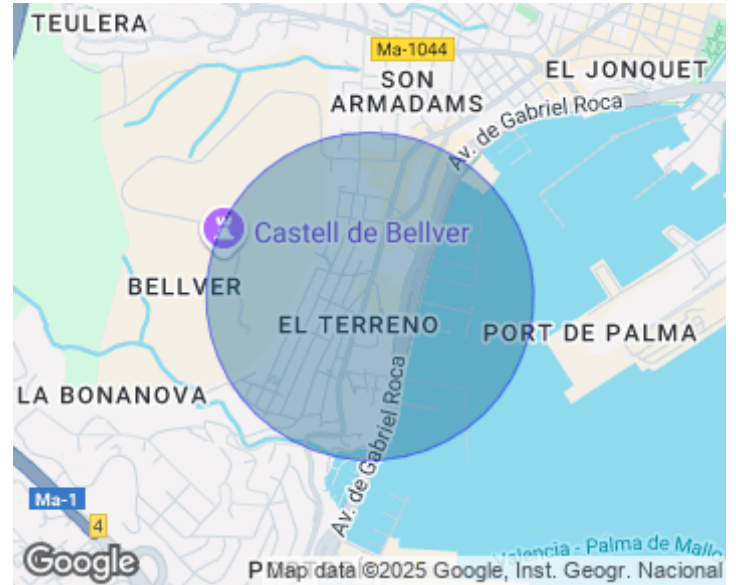 TEULERA
Ma-1044
SON
ARMADAMS
EL JONQUET
Av. de Gabriel Roca
Castell de Bellver
BELLVER
EL TERRENO
PORT DE PALMA
LA BONANOVA
Av. de Gabriel Roca
Ma-1
4
Valencia - Palma de Mallo
Google
Map data ©2025 Google, Inst. Geogr. Nacional